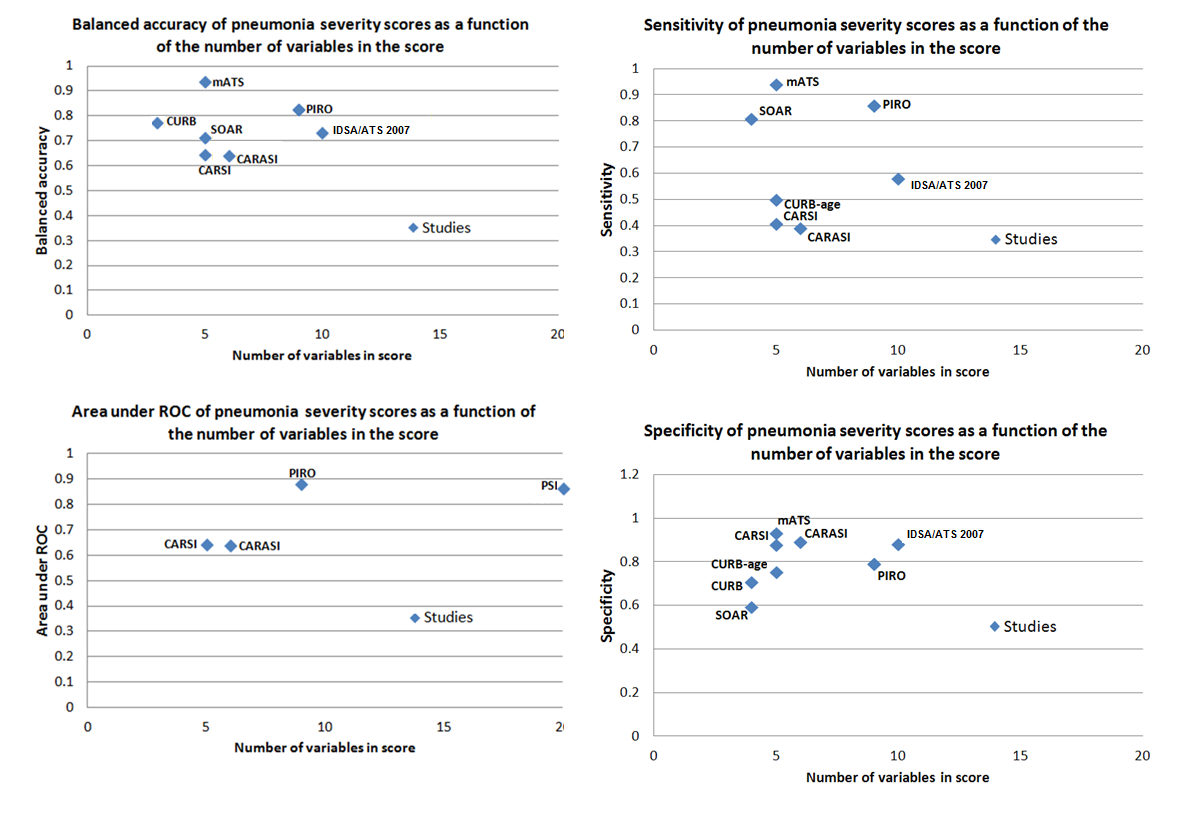 Balanced accuracy of pneumonia severity scores as a function
of the number of variables in the score
1
0.9
0.8
0.7
0.6
0.5
0.4
0.3
0.2
0.1
0
Balanced accuracy
mATS
PIRO
CURB
SOAR
IDSA/ATS 2007
CARASI
CARSI
Studies
0 5 10 15 20
Number of variables in score
Sensitivity of pneumonia severity scores as a function of the
number of variables in the score
1
0.9
0.8
0.7
0.6
0.5
0.4
0.3
0.2
0.1
0
Sensitivity
mATS
PIRO
SOAR
IDSA/ATS 2007
CURB-age
CARSI
CARASI
Studies
0 5 10 15 20
Number of variables in score
Area under ROC of pneumonia severity scores as a function of
the number of variables in the score
1
0.9
0.8
0.7
0.6
0.5
0.4
0.3
0.2
0.1
0
Area under ROC
PIRO
PSI
CARSI
CARASI
Studies
0 5 10 15 2
Number of variables in score
Specificity of pneumonia severity scores as a function of the
number of variables in the score
1.2
1
0.8
0.6
0.4
0.2
0
Specificity
mATS
CARSI
CARASI
IDSA/ATS 2007
CURB-age
PIRO
CURB
SOAR
Studies
0 5 10 15 20
Number of variables in score